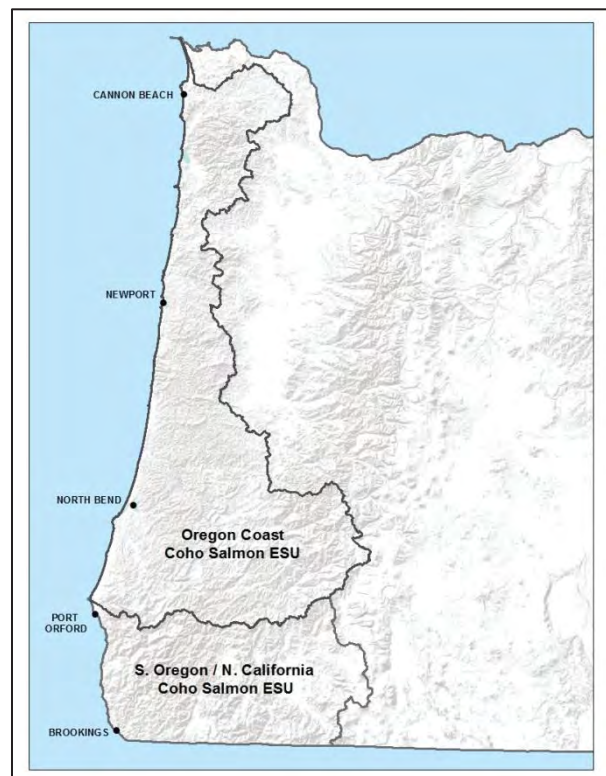 CANNON BEACH
NEWPORT
NORTH BEND
Oregon Coast
Coho Salmon ESU
PORT
ORFORD
S. Oregon / N. California
Coho Salmon ESU
BROOKINGS